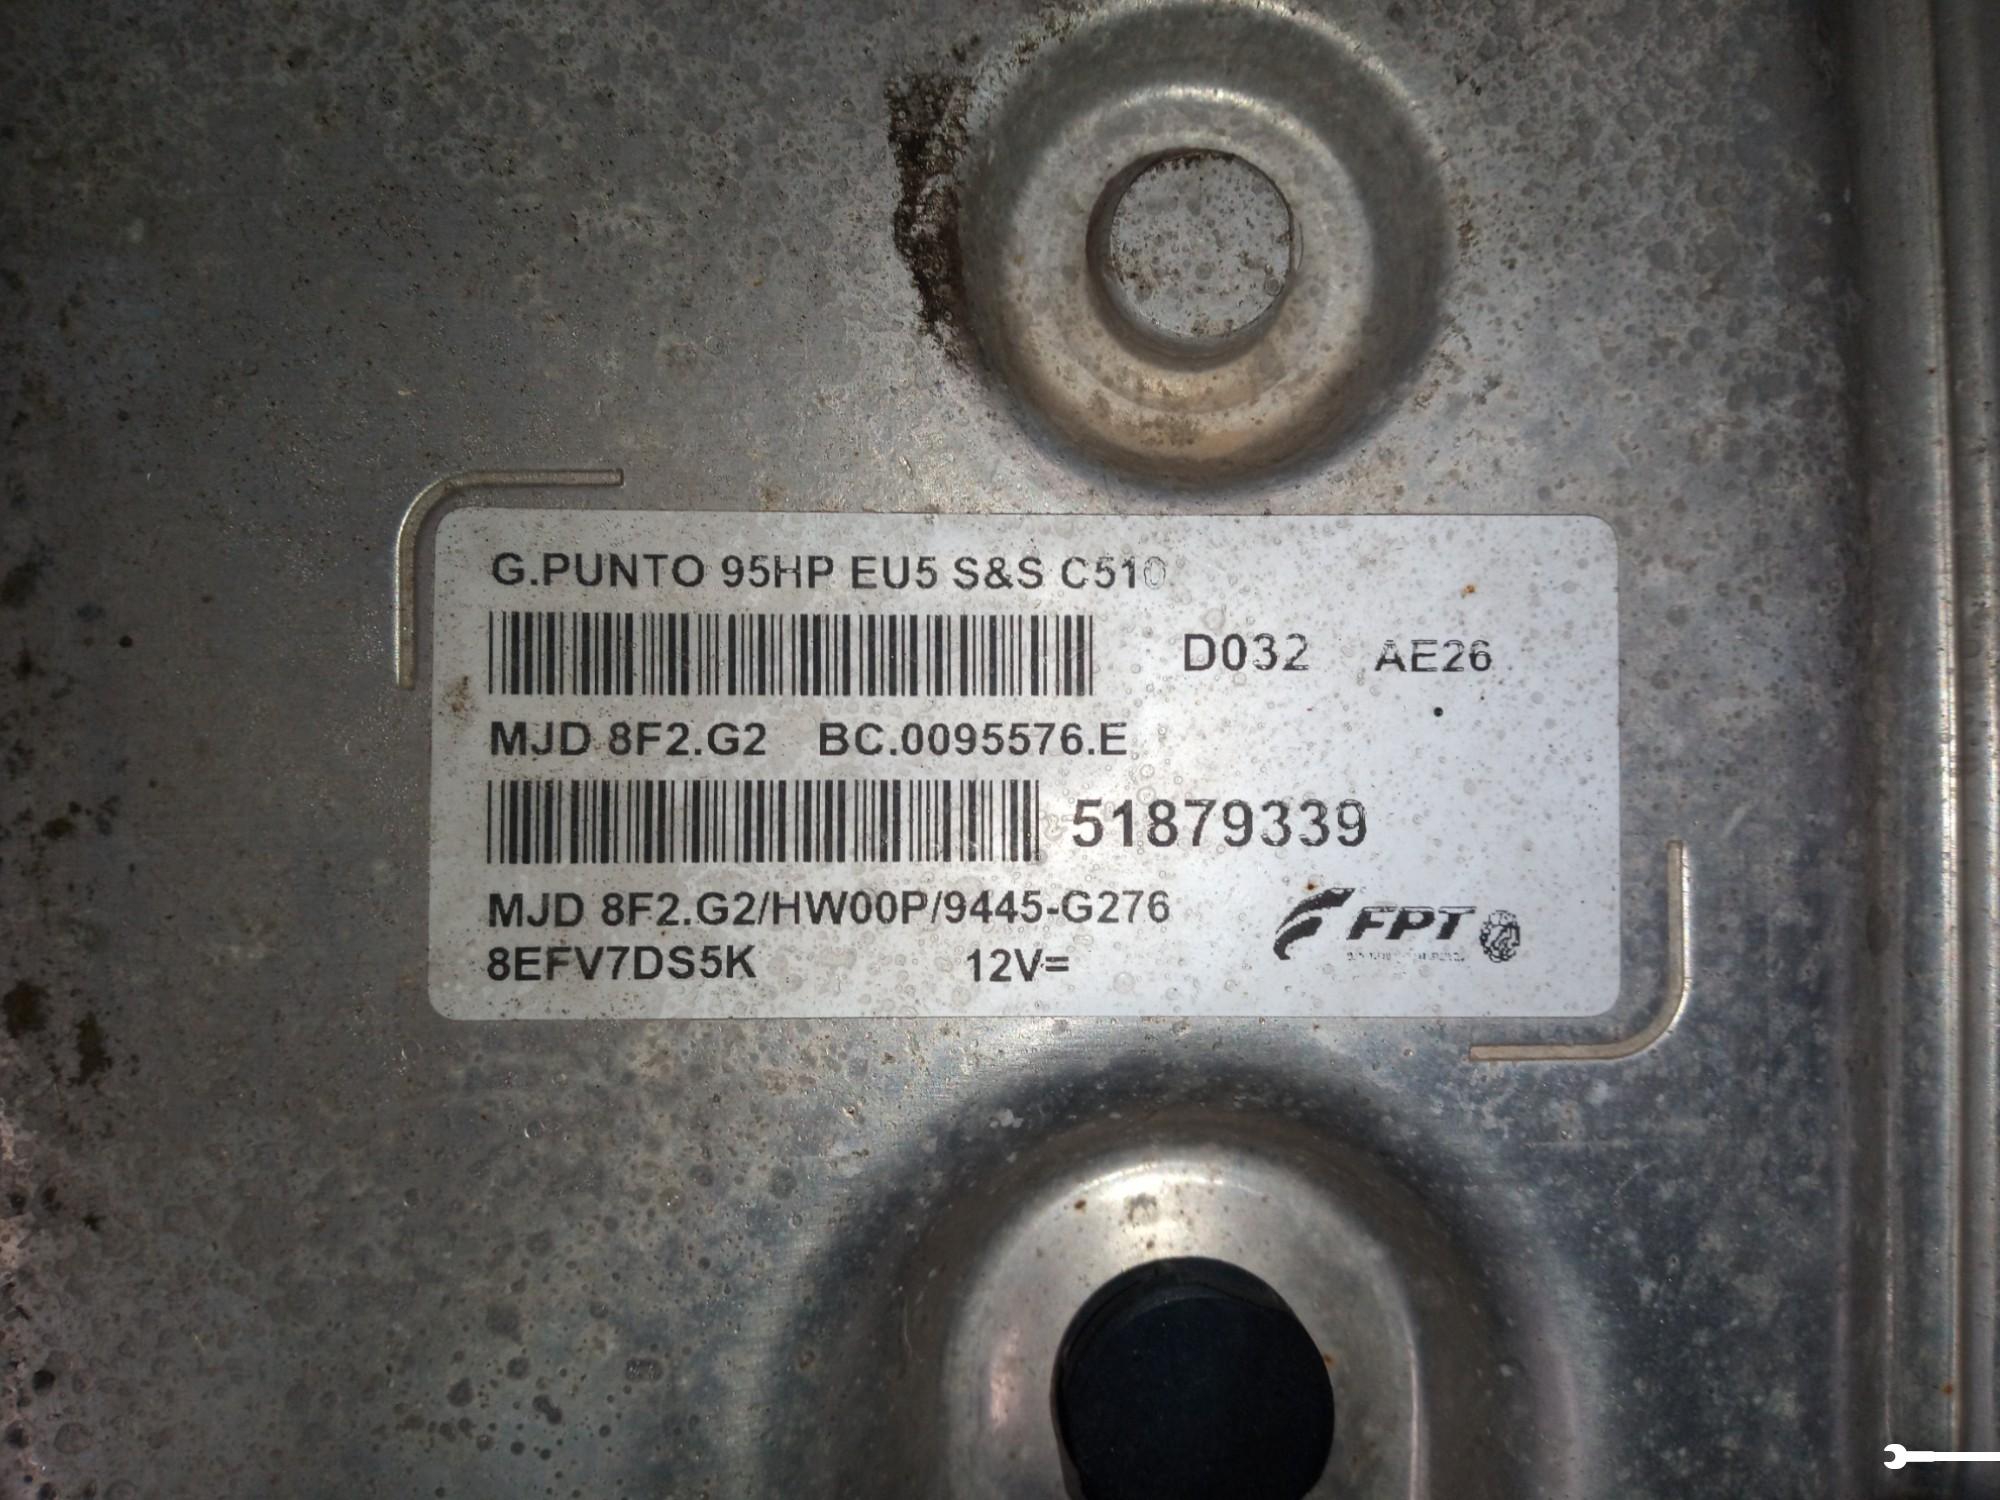 G.PUNTO 95HP EU5 S&S C510
D032 AE26
MJD 8F2.G2 BC.0095576.E
51879339
MJD 8F2.G2/HW00P/9445-G276
FPT
8EFV7DS5K 12V=